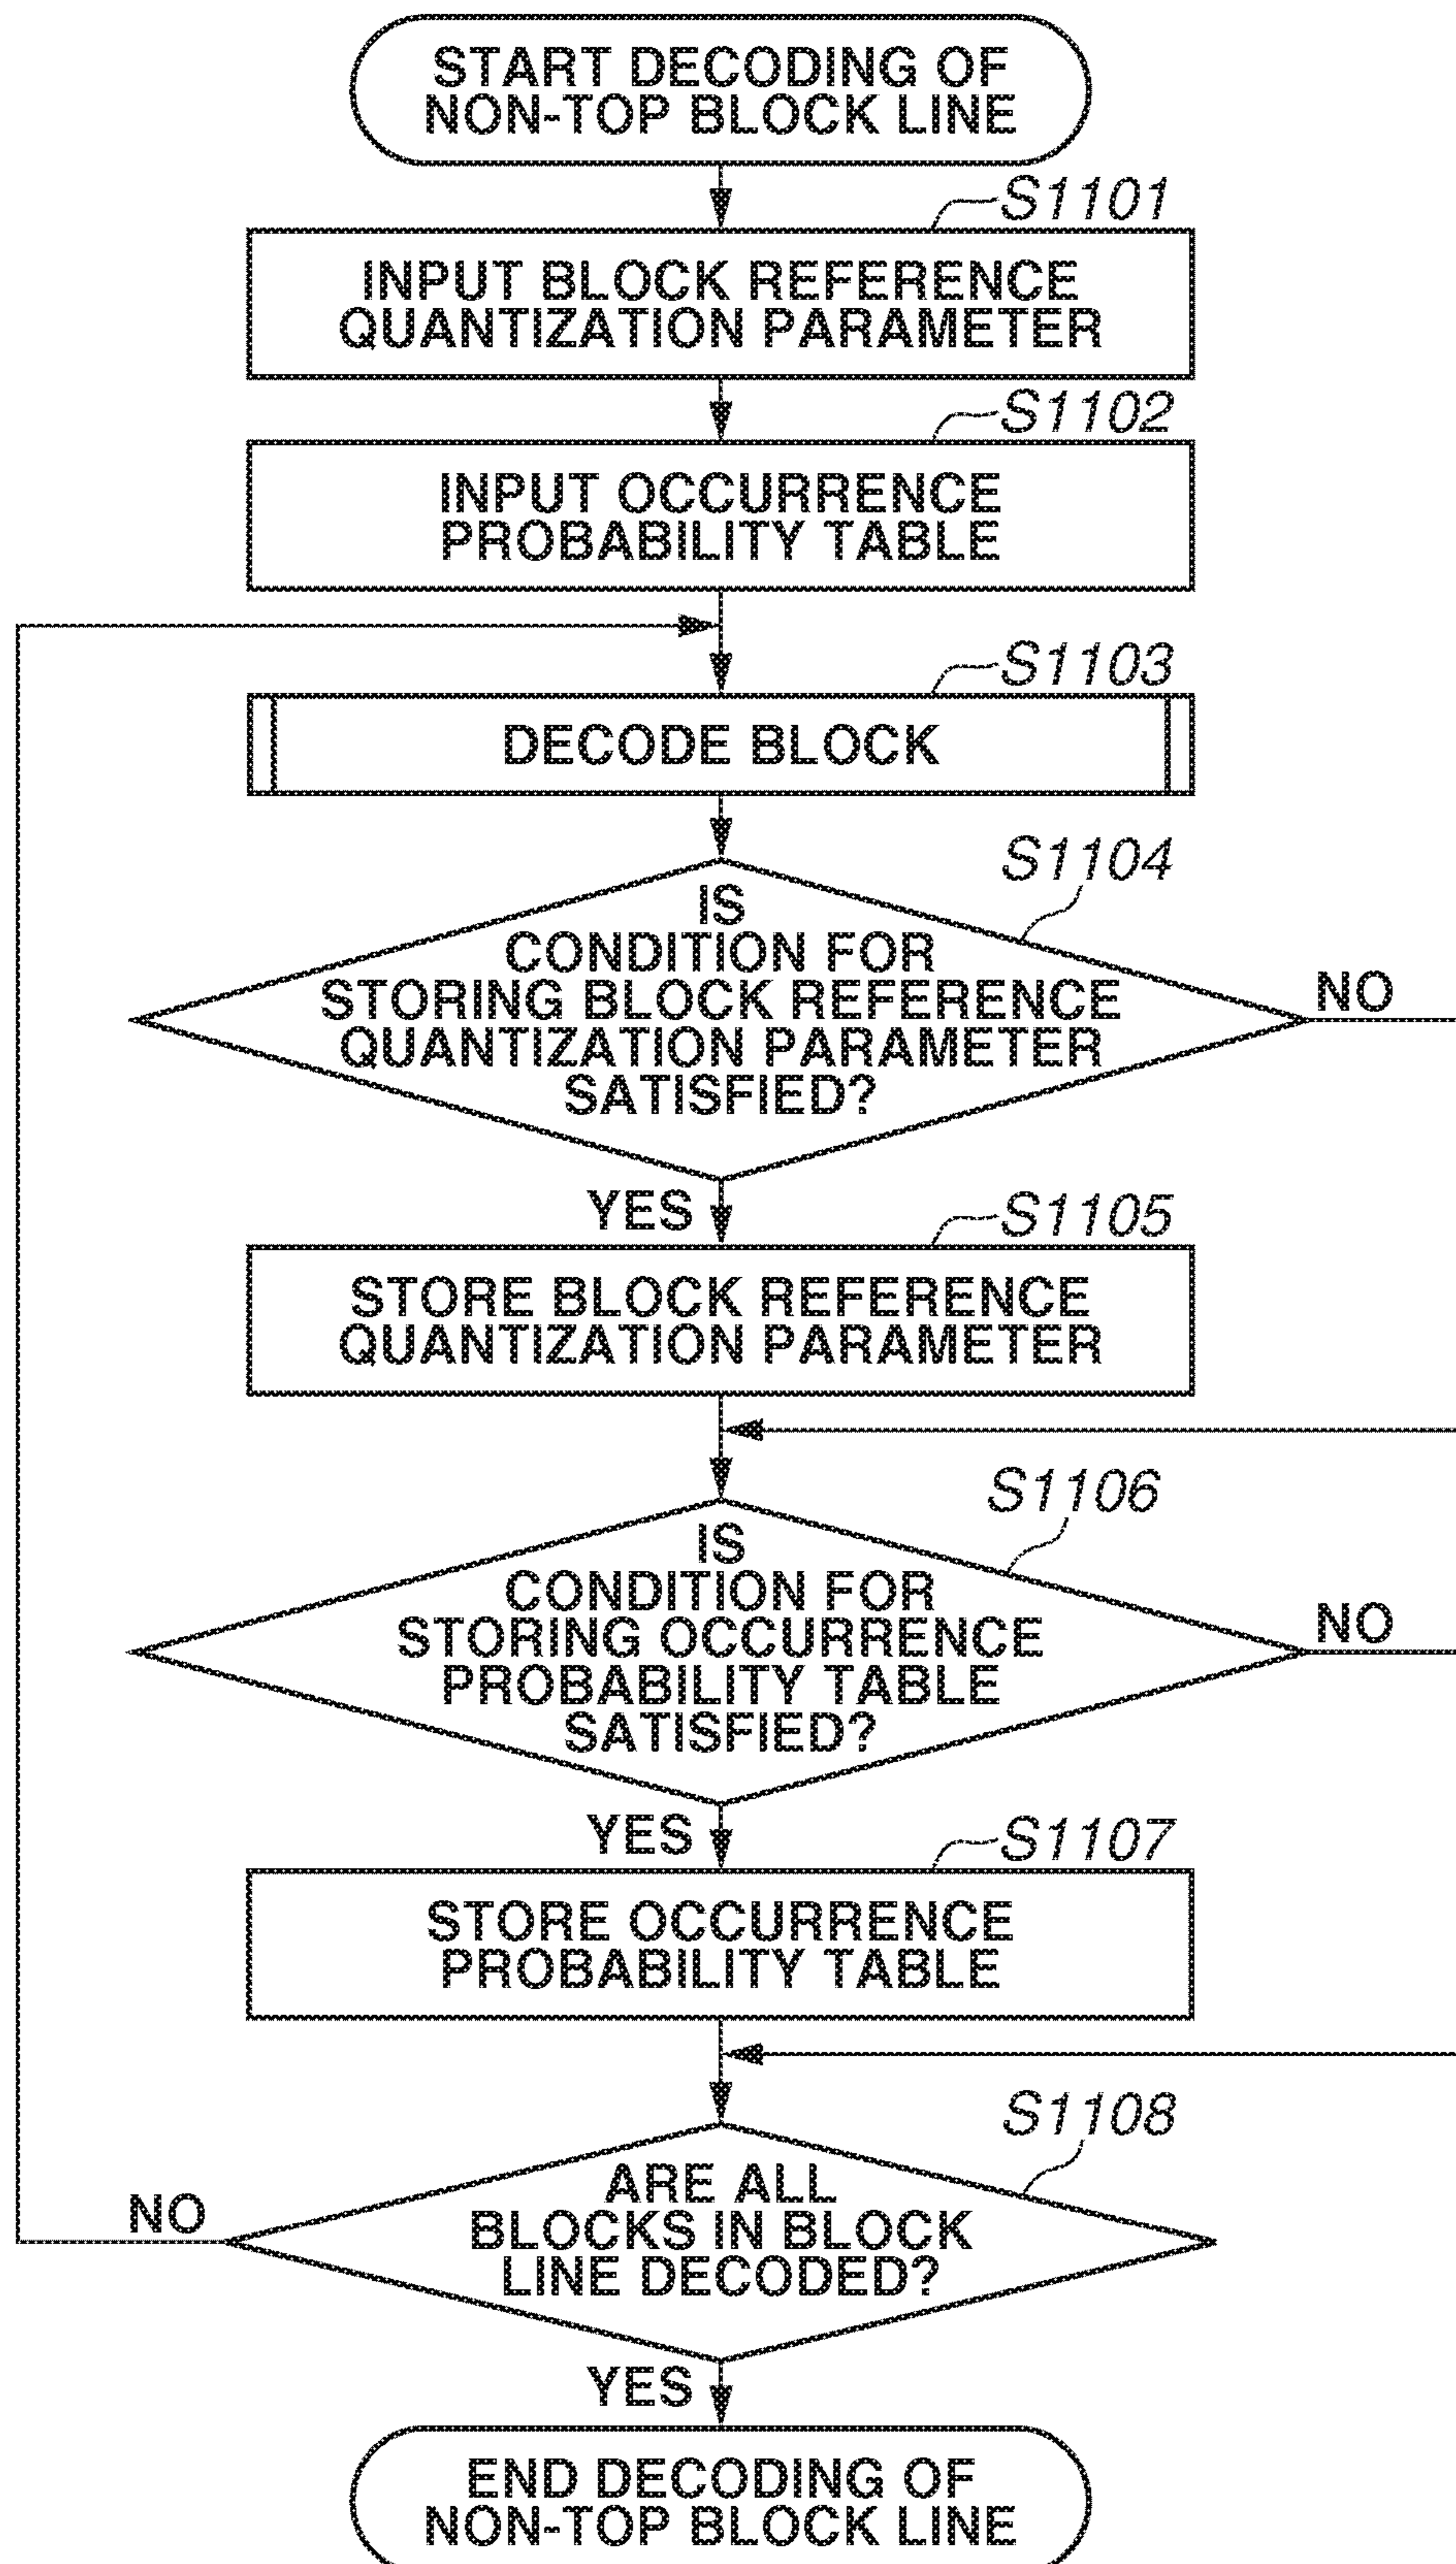 START DECODING OF
NON-TOP BLOCK LINE
S1101
INPUT BLOCK REFERENCE
QUANTIZATION PARAMETER
S1102
INPUT OCCURRENCE
PROBABILITY TABLE
S1103
DECODE BLOCK
S1104
IS
CONDITION FOR
STORING BLOCK REFERENCE
QUANTIZATION PARAMETER
SATISFIED?
NO
YES
S1105
STORE BLOCK REFERENCE
QUANTIZATION PARAMETER
S1106
IS
CONDITION FOR
STORING OCCURRENCE
PROBABILITY TABLE
SATISFIED?
NO
YES
S1107
STORE OCCURRENCE
PROBABILITY TABLE
S1108
ARE ALL
BLOCKS IN BLOCK
LINE DECODED?
NO
YES
END DECODING OF
NON-TOP BLOCK LINE